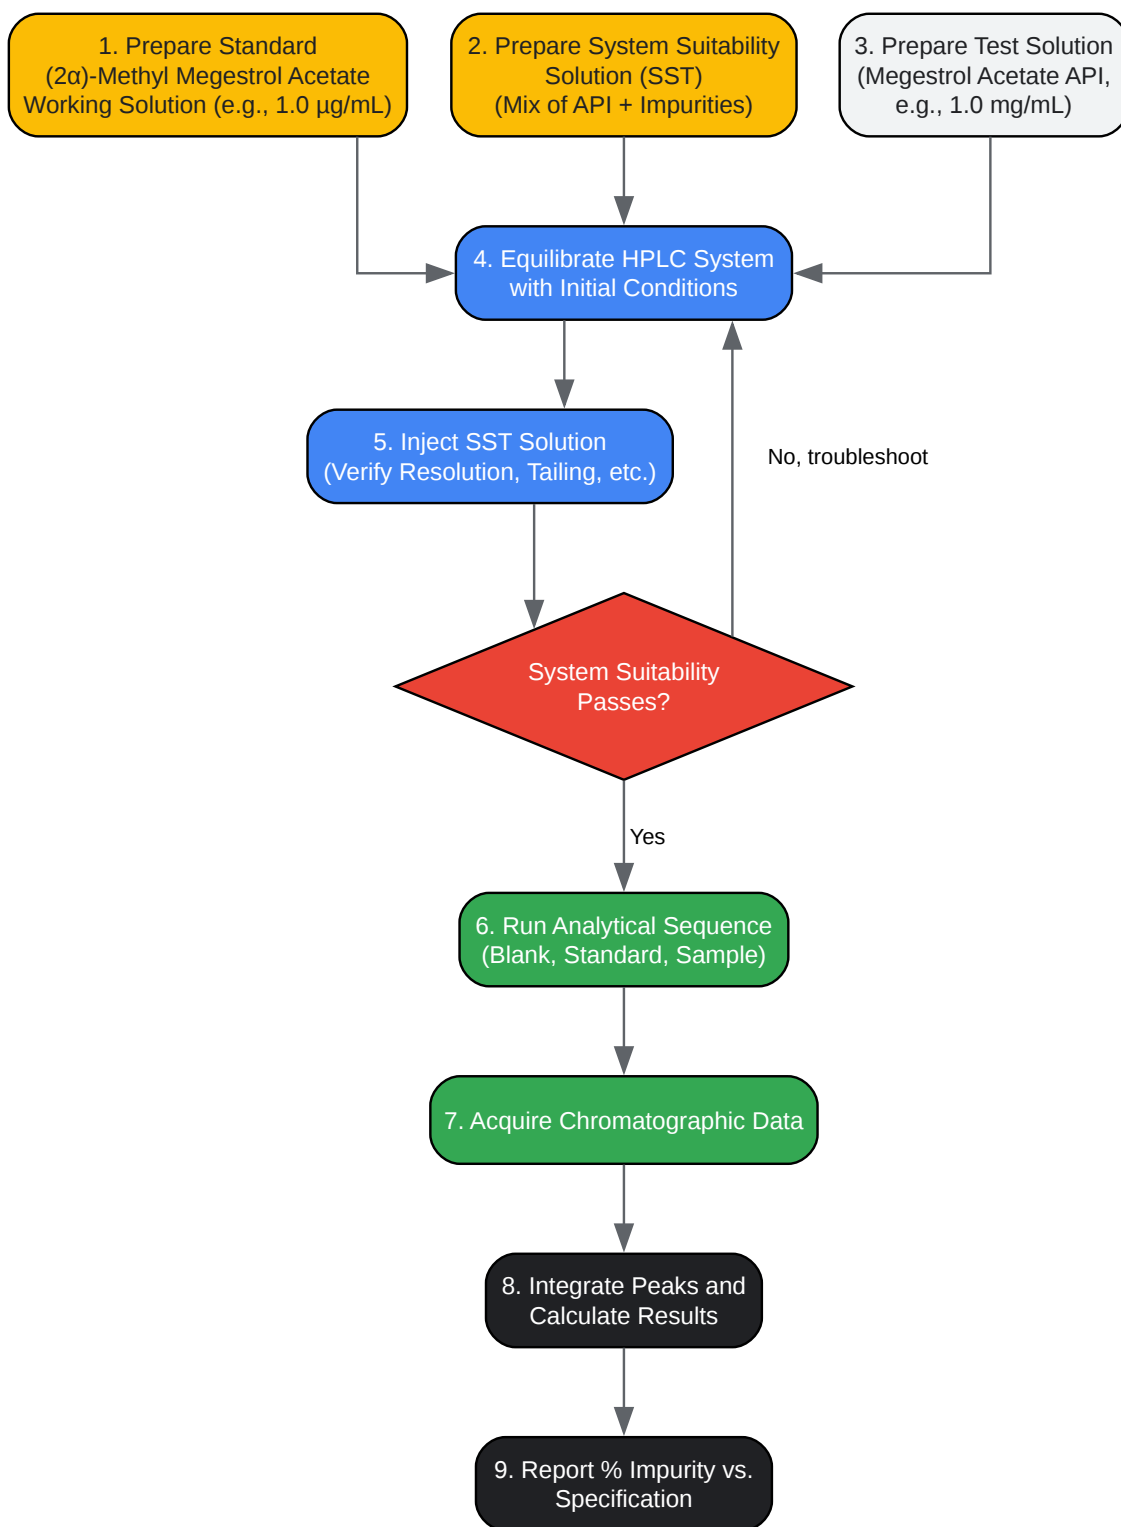 1. Prepare Standard
(2α)-Methyl Megestrol Acetate
Working Solution (e.g., 1.0 µg/mL)
2. Prepare System Suitability
Solution (SST)
(Mix of API + Impurities)
3. Prepare Test Solution
(Megestrol Acetate API,
e.g., 1.0 mg/mL)
4. Equilibrate HPLC System
with Initial Conditions
5. Inject SST Solution
(Verify Resolution, Tailing, etc.)
No, troubleshoot
System Suitability
Passes?
Yes
6. Run Analytical Sequence
(Blank, Standard, Sample)
7. Acquire Chromatographic Data
8. Integrate Peaks and
Calculate Results
9. Report % Impurity vs.
Specification